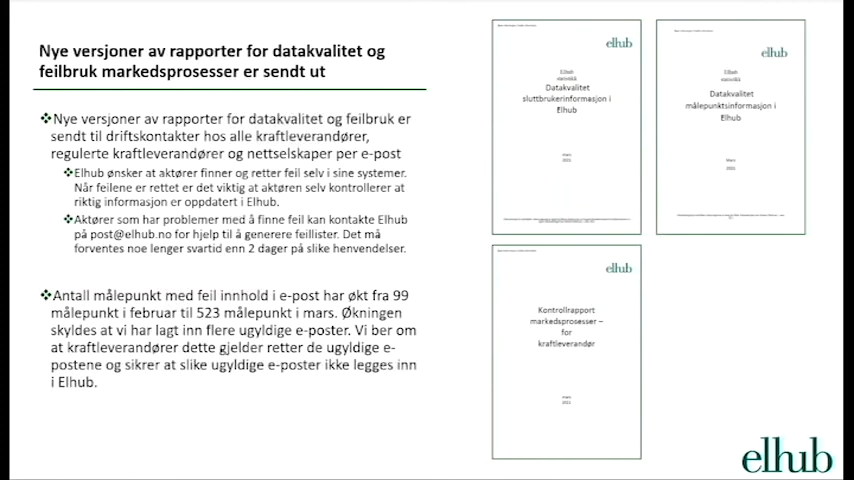 Nye versjoner av rapporter for datakvalitet og
feilbruk markedsprosesser er sendt ut
❖Nye versjoner av rapporter for datakvalitet og feilbruk er
sendt til driftskontakter hos alle kraftleverandører,
regulerte kraftleverandører og nettselskaper per e-post
❖Elhub ønsker at aktører finner og retter feil selv i sine systemer.
Når feilene er rettet er det viktig at aktøren selv kontrollerer at
riktig informasjon er oppdatert i Elhub.
❖Aktører som har problemer med å finne feil kan kontakte Elhub
på post@elhub.no for hjelp til å generere feillister. Det må
forventes noe lenger svartid enn 2 dager på slike henvendelser.
❖Antall målepunkt med feil innhold i e-post har økt fra 99
målepunkt i februar til 523 målepunkt i mars. Økningen
skyldes at vi har lagt inn flere ugyldige e-poster. Vi ber om
at kraftleverandører dette gjelder retter de ugyldige e-
postene og sikrer at slike ugyldige e-poster ikke legges inn
i Elhub.
elhub
Elhub
Datakvalitet
sluttbrukerinformasjon i
Elhub
mars
2021
elhub
Elhub
Datakvalitet
målepunktsinformasjon i
Elhub
Mars
2021
elhub
Kontrollrapport
markedsprosesser –
for
kraftleverandør
mars
2021
elhub